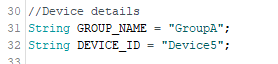 30 //Device details
31 String GROUP_NAME = "GroupA";
32 String DEVICE_ID = "Device5";
33